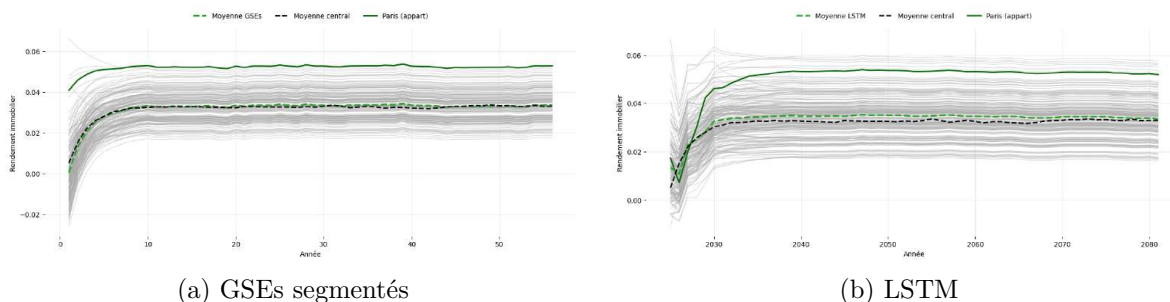 Moyenne GSEs Moyenne central Paris (appart)
0.06
0.04
0.02
0.00
−0.02
Rendement immobilier
0 10 20 30 40 50
Année
(a) GSEs segmentés
Moyenne LSTM Moyenne central Paris (appart)
0.06
0.04
0.02
0.00
Rendement immobilier
2030 2040 2050 2060 2070 2080
Année
(b) LSTM